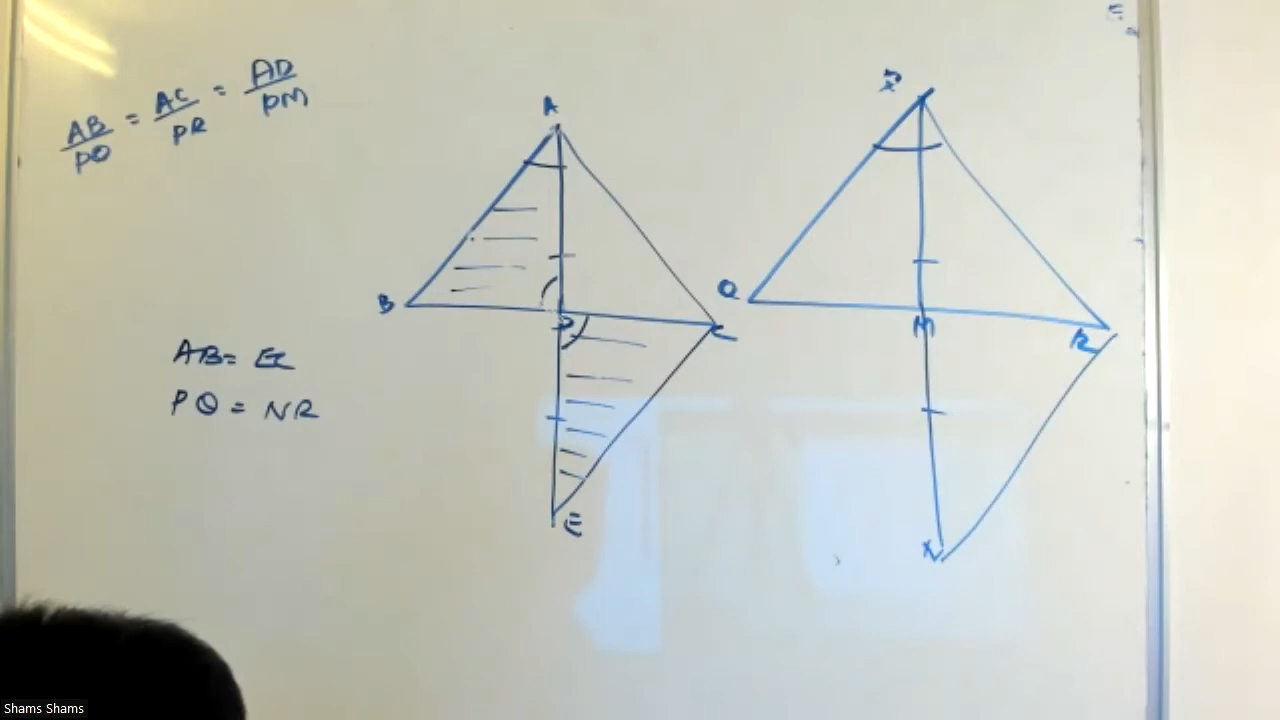 AB/PQ = AC/PR = AD/PM
A
P
B
D
C
Q
M
R
AB = EC
PQ = NR
E
N
Shams Shams